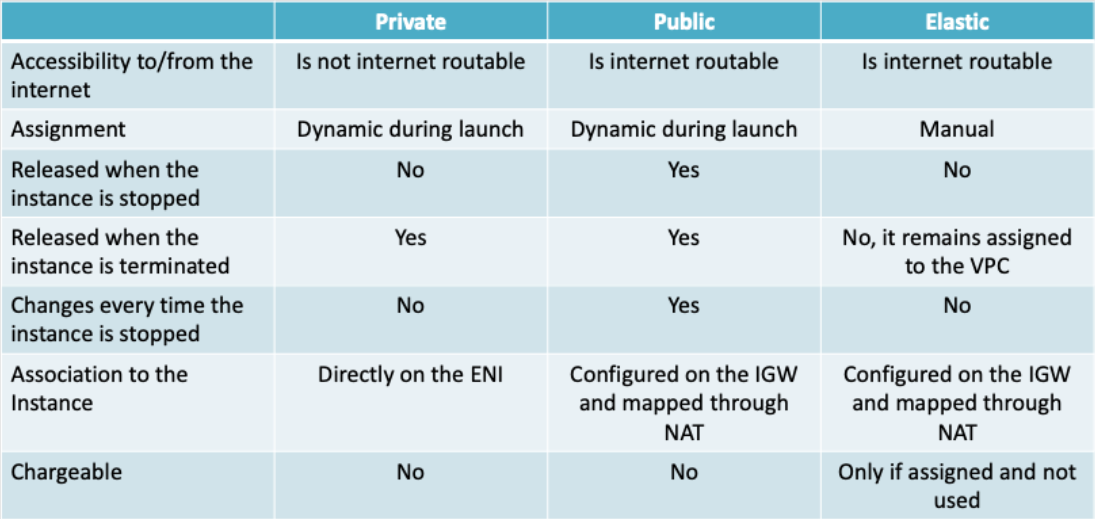 Private Public Elastic
Accessibility to/from the internet Is not internet routable Is internet routable Is internet routable
Assignment Dynamic during launch Dynamic during launch Manual
Released when the instance is stopped No Yes No
Released when the instance is terminated Yes Yes No, it remains assigned to the VPC
Changes every time the instance is stopped No Yes No
Association to the Instance Directly on the ENI Configured on the IGW and mapped through NAT Configured on the IGW and mapped through NAT
Chargeable No No Only if assigned and not used